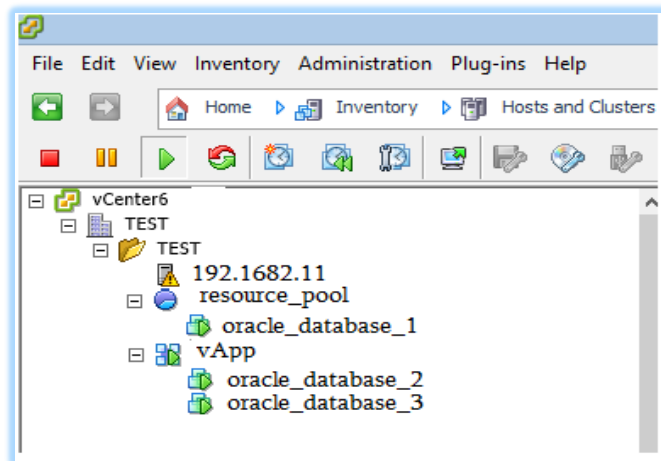 File Edit View Inventory Administration Plug-ins Help
Home Inventory Hosts and Clusters
vCenter6
TEST
TEST
192.1682.11
resource_pool
oracle_database_1
vApp
oracle_database_2
oracle_database_3